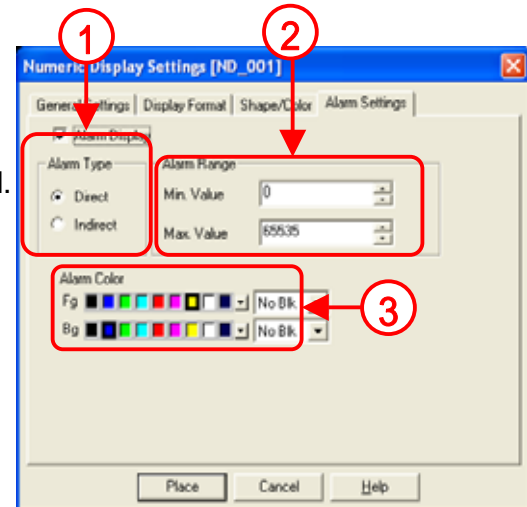 1
2
Numeric Display Settings [ND_001]
General Settings Display Format Shape/Color Alarm Settings
Alarm Display
Alarm Type
Alarm Range
l.
Direct
Min. Value 0
Indirect
Max. Value 65535
Alarm Color
Fg No Blk.
3
Bg No Blk.
Place Cancel Help